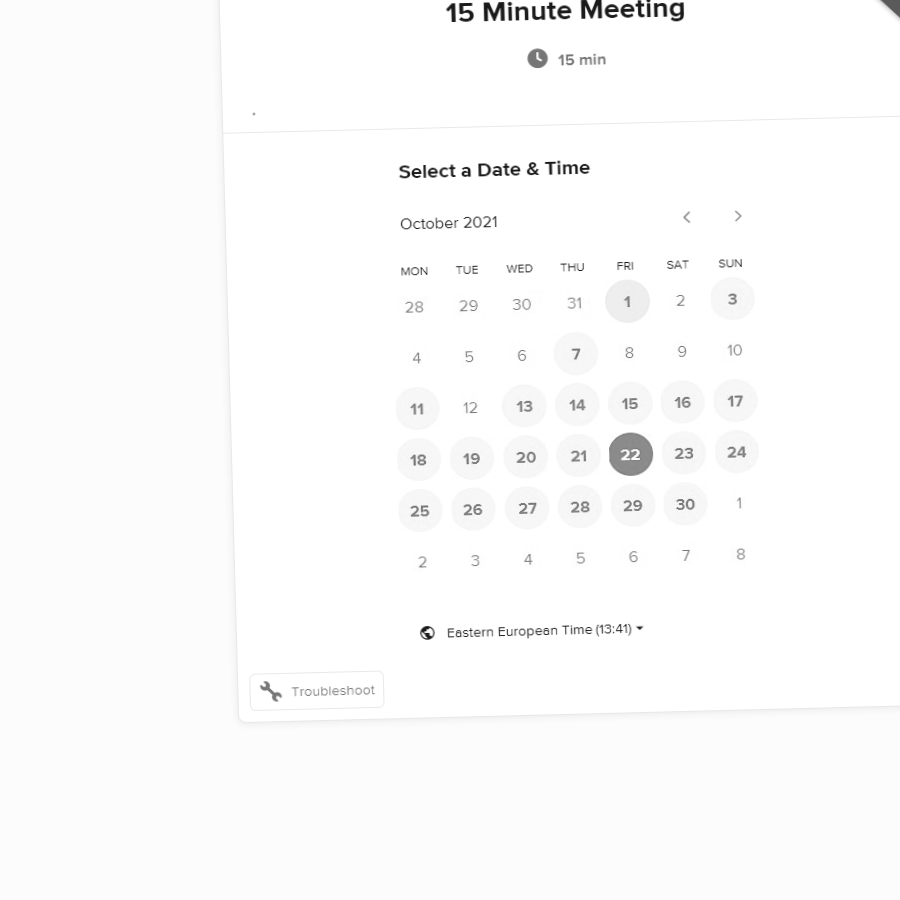 15 Minute Meeting
15 min
Select a Date & Time
October 2021
MON TUE WED THU FRI SAT SUN
28 29 30 31 1 2 3
4 5 6 7 8 9 10
11 12 13 14 15 16 17
18 19 20 21 22 23 24
25 26 27 28 29 30 1
2 3 4 5 6 7 8
Eastern European Time (13:41)
Troubleshoot